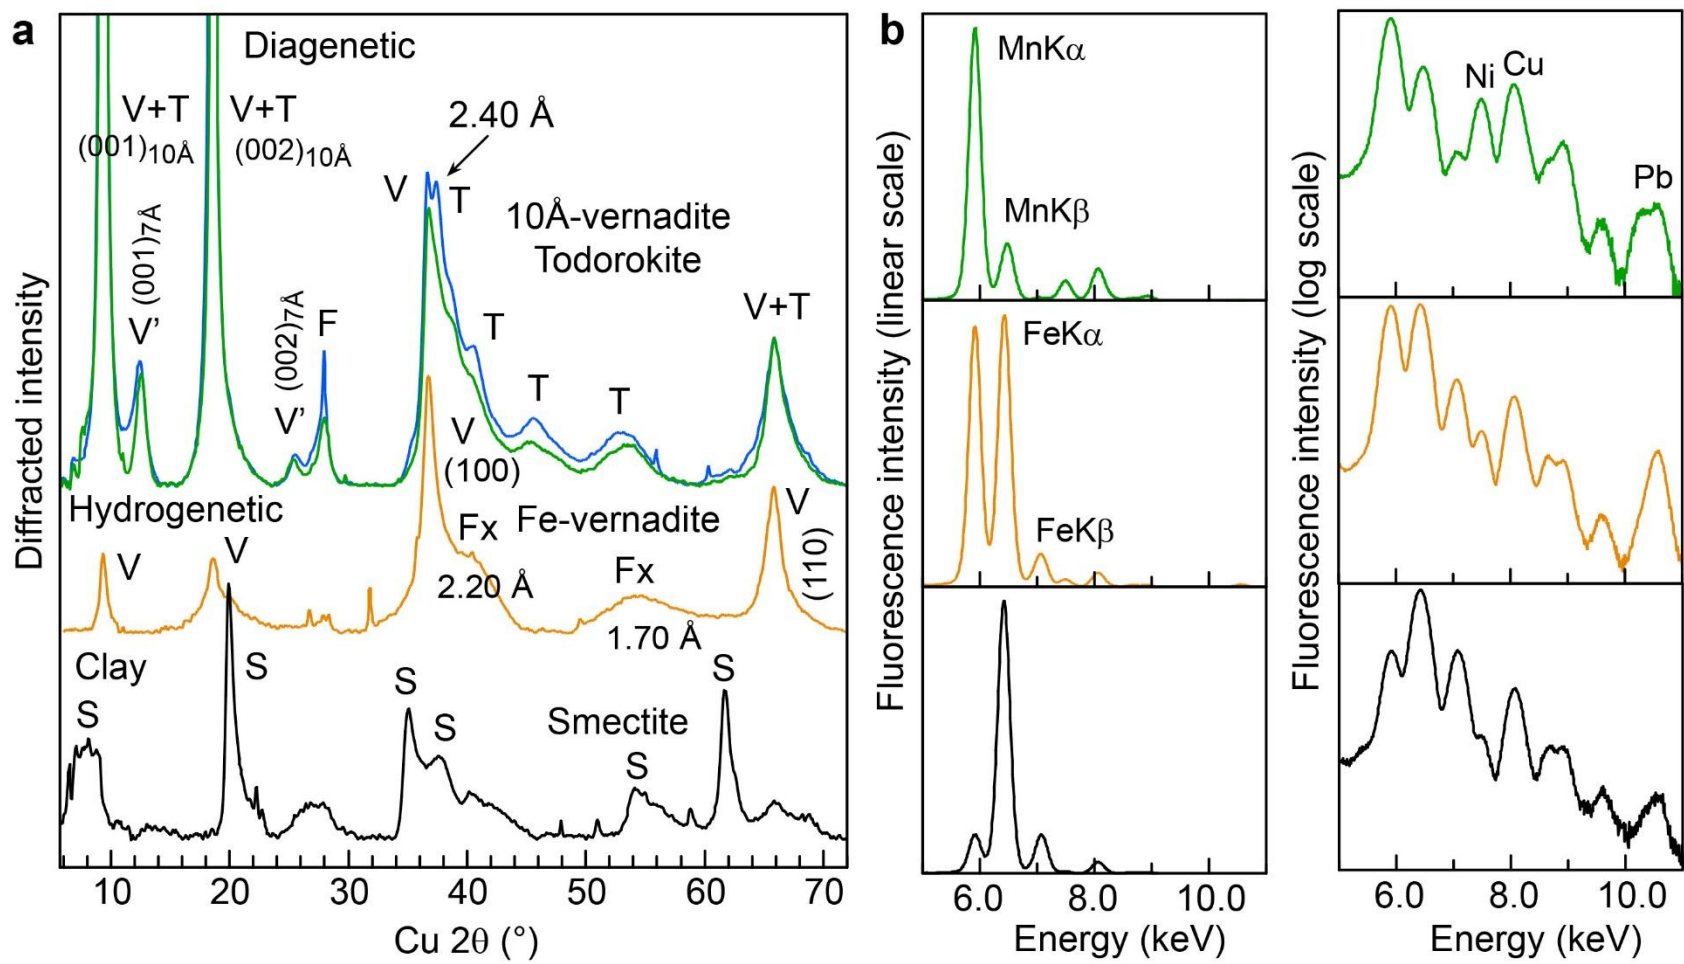 a
Diagenetic
V+T
(001)10Å
V+T
(002)10Å
2.40 Å
V
T
10Å-vernadite
Todorokite
V' (001)7Å
V' (002)7Å
F
T
T
T
V+T
V
(100)
Hydrogenetic
V
V
Fx
2.20 Å
Fe-vernadite
Fx
1.70 Å
V
(110)
Clay
S
S
S
S
Smectite
S
S
Diffracted intensity
10
20
30
40
50
60
70
Cu 2θ (°)
b
MnKα
MnKβ
FeKα
FeKβ
Fluorescence intensity (linear scale)
6.0
8.0
10.0
Energy (keV)
Ni
Cu
Pb
Fluorescence intensity (log scale)
6.0
8.0
10.0
Energy (keV)